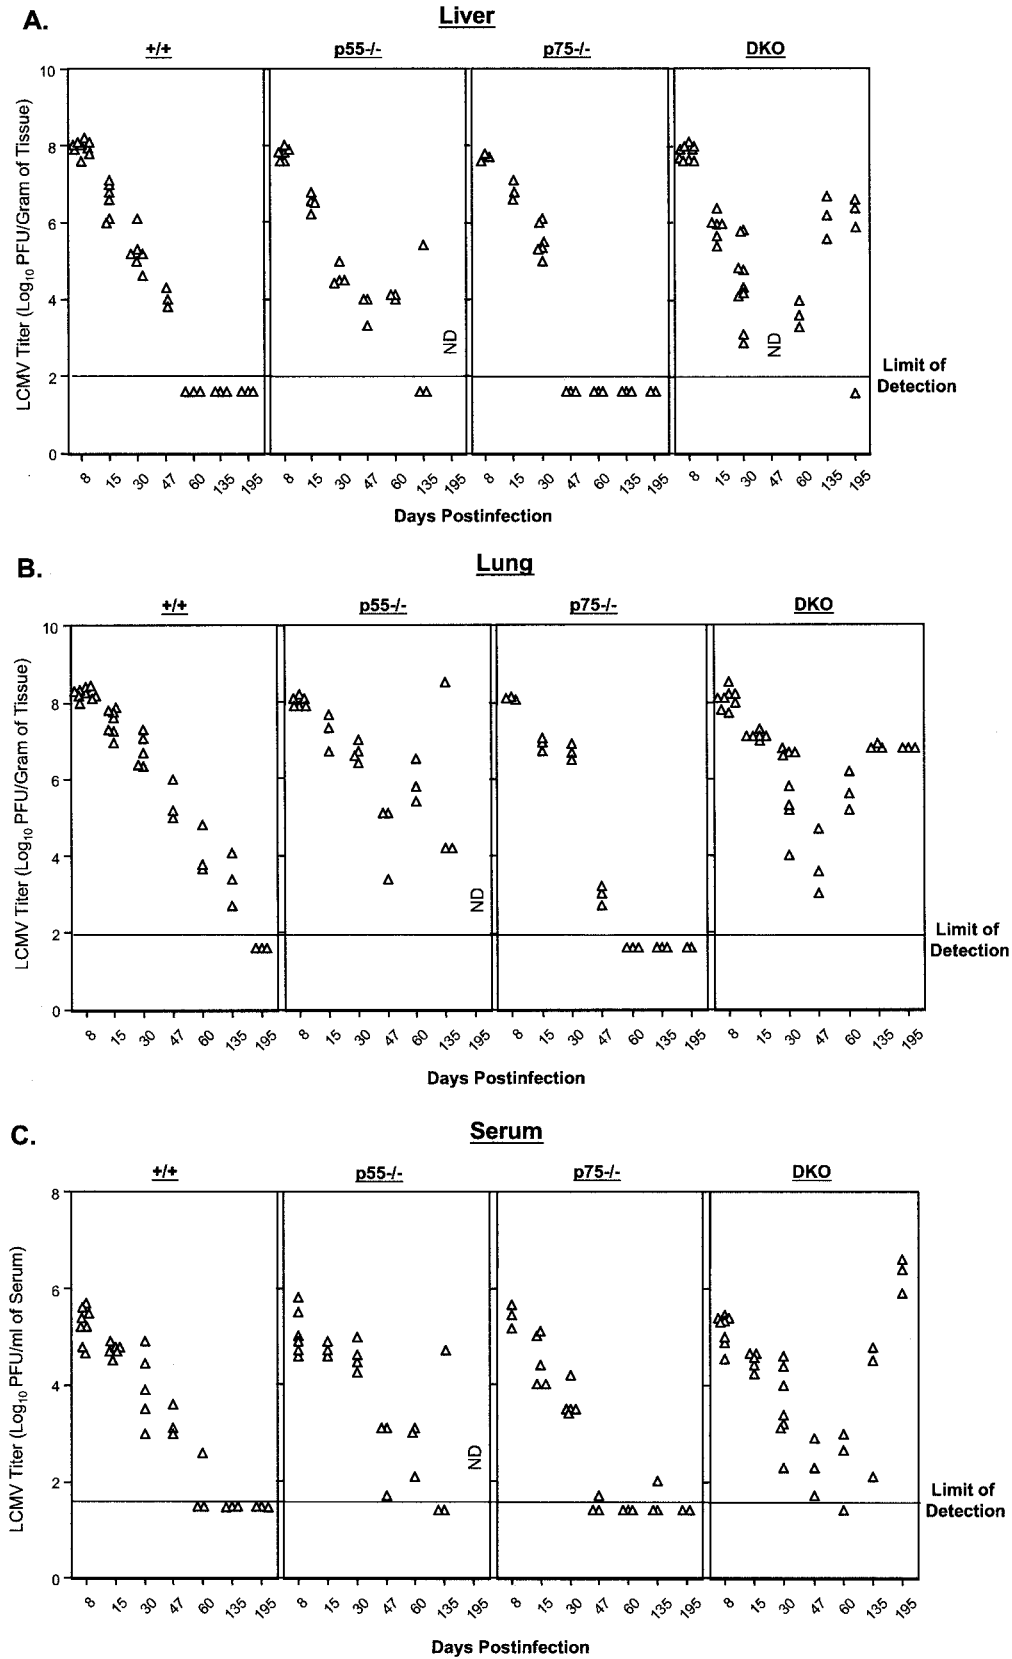 A.
Liver
+/+ p55-/- p75-/- DKO
LCMV Titer (Log10 PFU/Gram of Tissue)
10
8
6
4
2
0
ND
ND
Limit of
Detection
8 15 30 47 60 135 195 8 15 30 47 60 135 195 8 15 30 47 60 135 195 8 15 30 47 60 135 195
Days Postinfection
B.
Lung
+/+ p55-/- p75-/- DKO
LCMV Titer (Log10 PFU/Gram of Tissue)
10
8
6
4
2
0
ND
Limit of
Detection
8 15 30 47 60 135 195 8 15 30 47 60 135 195 8 15 30 47 60 135 195 8 15 30 47 60 135 195
Days Postinfection
C.
Serum
+/+ p55-/- p75-/- DKO
LCMV Titer (Log10 PFU/ml of Serum)
8
6
4
2
0
ND
Limit of
Detection
8 15 30 47 60 135 195 8 15 30 47 60 135 195 8 15 30 47 60 135 195 8 15 30 47 60 135 195
Days Postinfection